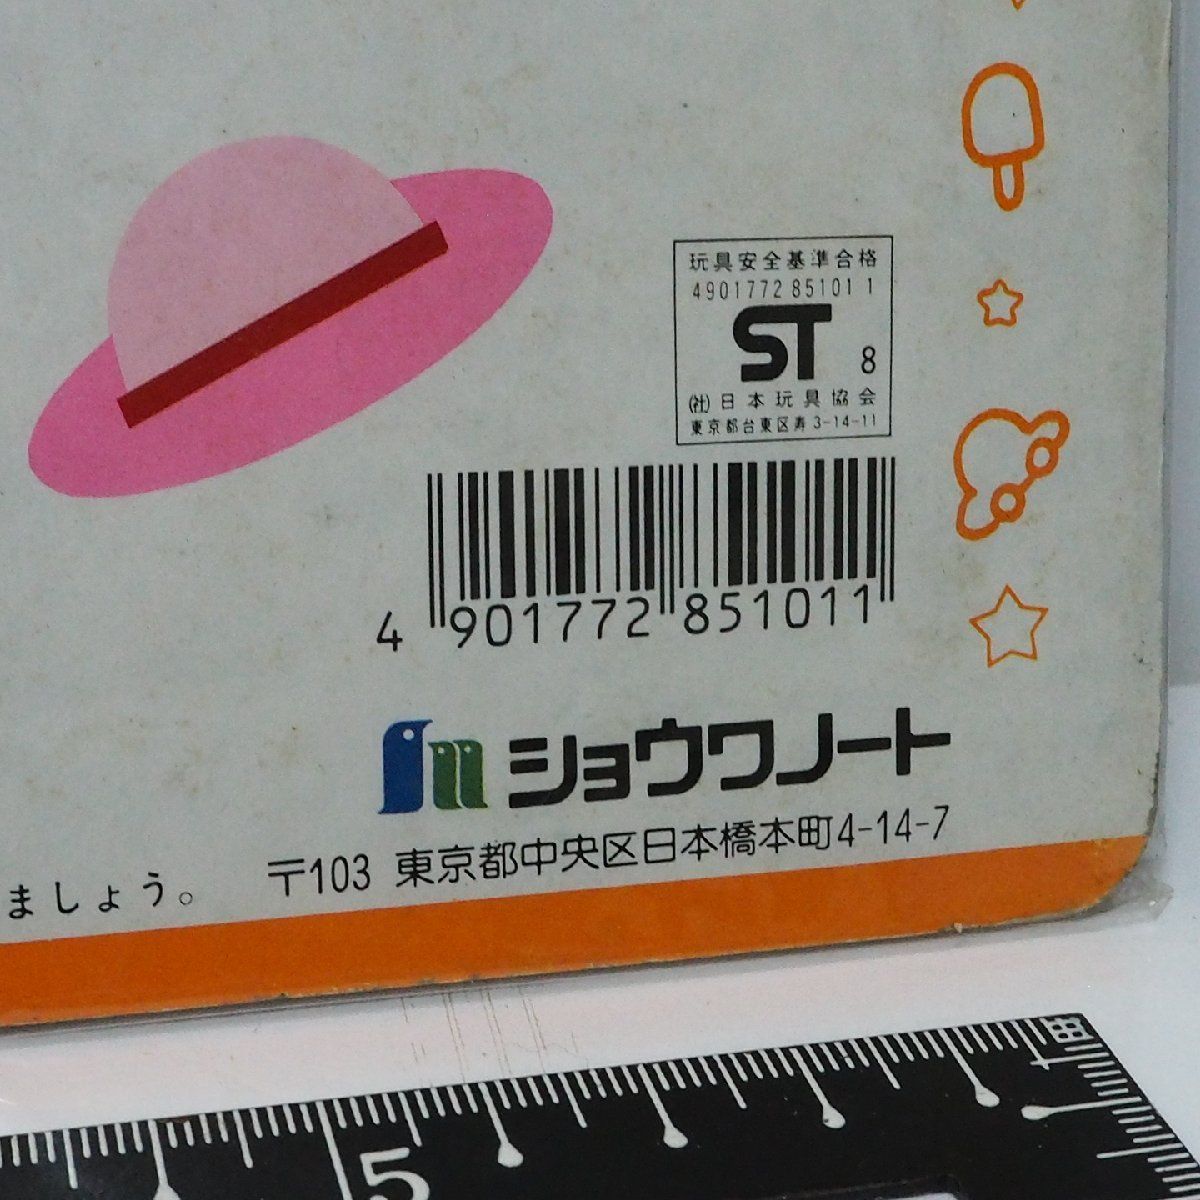 玩具安全基準合格
4901772 85101 1
ST 8
(社)日本玩具協会
東京都台東区寿3-14-11
4 901772 851011
ショウワノート
ましょう。 〒103 東京都中央区日本橋本町4-14-7
5